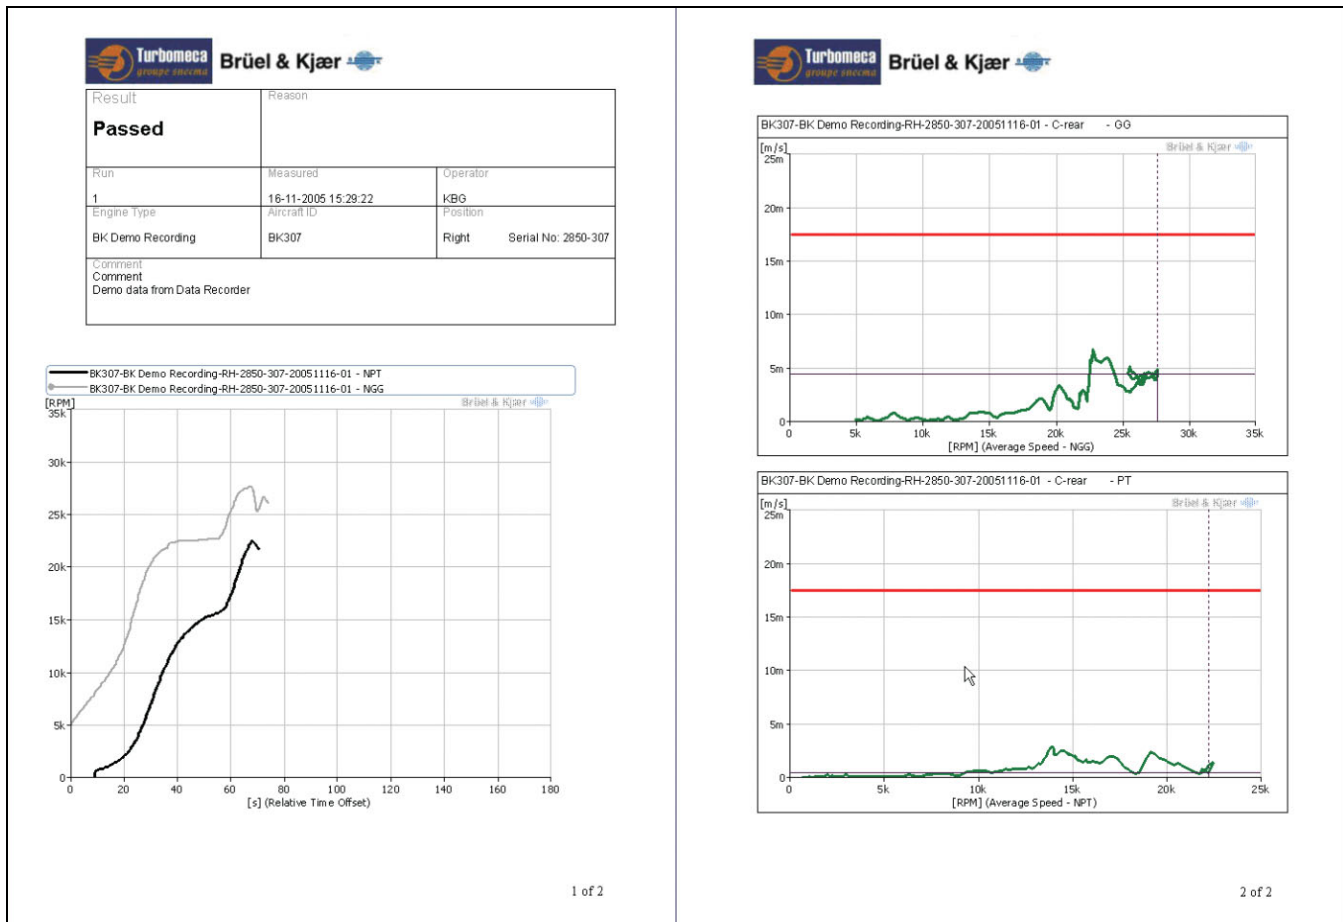 Turbomeca
groupe snecma
Brüel & Kjær
Result
Reason
Passed
Run
Measured
Operator
1
16-11-2005 15:29:22
KBG
Engine Type
Aircraft ID
Position
BK Demo Recording
BK307
Right Serial No: 2850-307
Comment
Comment
Demo data from Data Recorder
BK307-BK Demo Recording-RH-2850-307-20051116-01 - NPT
BK307-BK Demo Recording-RH-2850-307-20051116-01 - NGG
[RPM]
Brüel & Kjær
35k
30k
25k
20k
15k
10k
5k
0
0 20 40 60 80 100 120 140 160 180
[s] (Relative Time Offset)
1 of 2
Turbomeca
groupe snecma
Brüel & Kjær
BK307-BK Demo Recording-RH-2850-307-20051116-01 - C-rear - GG
[m/s]
Brüel & Kjær
25m
20m
15m
10m
5m
0
0 5k 10k 15k 20k 25k 30k 35k
[RPM] (Average Speed - NGG)
BK307-BK Demo Recording-RH-2850-307-20051116-01 - C-rear - PT
[m/s]
Brüel & Kjær
25m
20m
15m
10m
5m
0
0 5k 10k 15k 20k 25k
[RPM] (Average Speed - NPT)
2 of 2